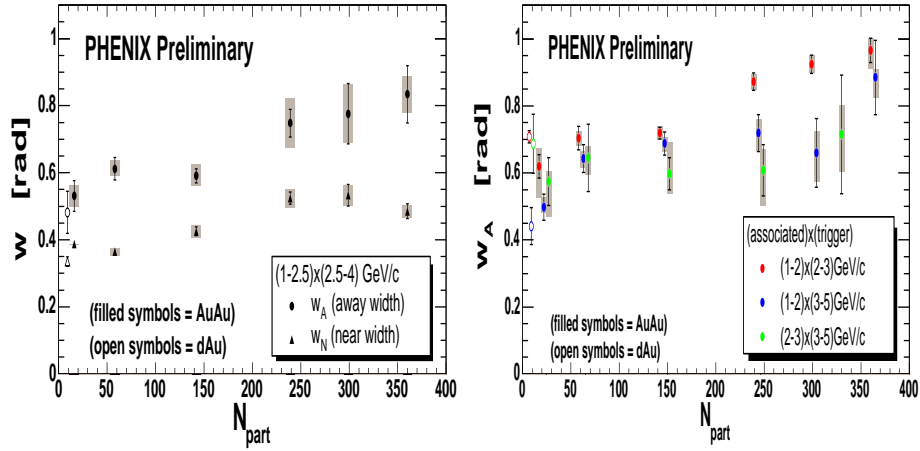 PHENIX Preliminary
w [rad]
1
0.8
0.6
0.4
0.2
0
(1-2.5)x(2.5-4) GeV/c
w_A (away width)
w_N (near width)
(filled symbols = AuAu)
(open symbols = dAu)
0 50 100 150 200 250 300 350 400
N_part
PHENIX Preliminary
w_A [rad]
1
0.8
0.6
0.4
0.2
0
(associated)x(trigger)
(1-2)x(2-3)GeV/c
(1-2)x(3-5)GeV/c
(2-3)x(3-5)GeV/c
(filled symbols = AuAu)
(open symbols = dAu)
0 50 100 150 200 250 300 350 400
N_part